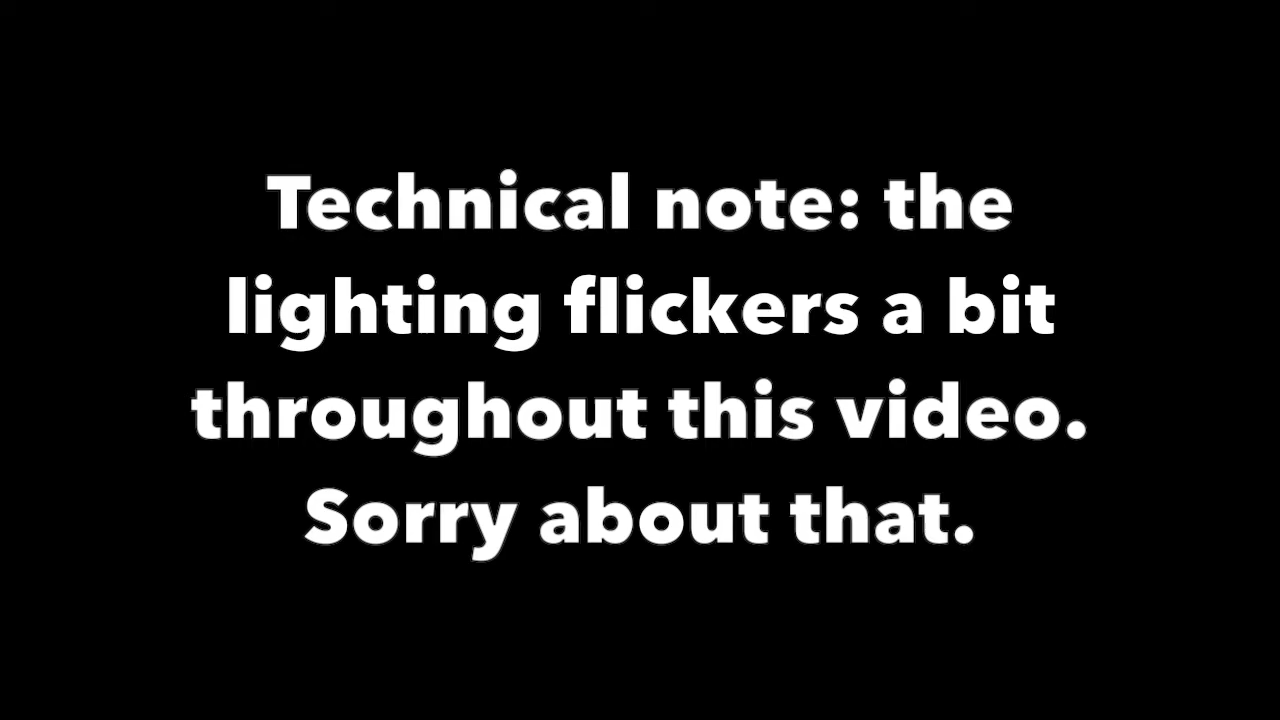 Technical note: the
lighting flickers a bit
throughout this video.
Sorry about that.